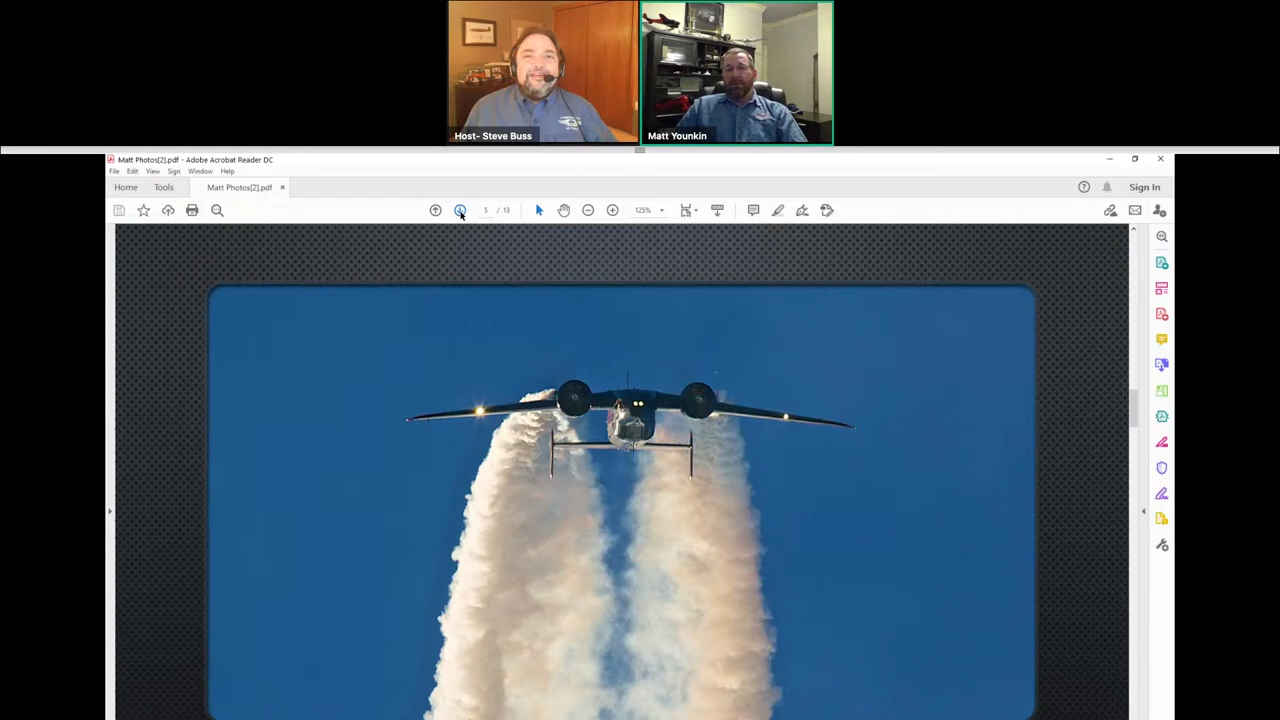 Host- Steve Buss
Matt Younkin
Matt Photos[2].pdf - Adobe Acrobat Reader DC
File Edit View Sign Window Help
Home Tools Matt Photos[2].pdf × Sign In
5 / 13 125%